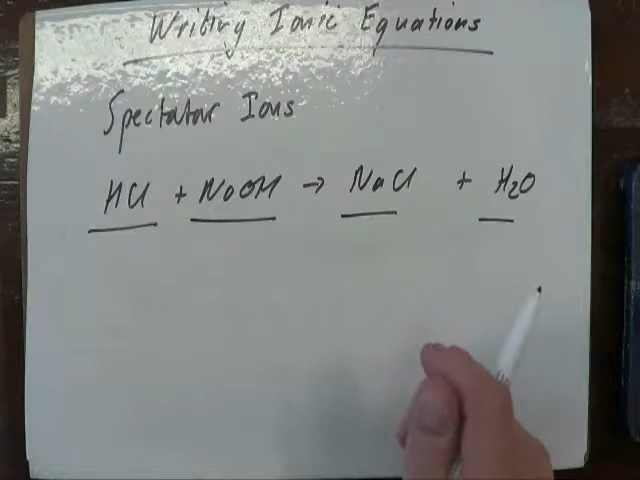 Writing Ionic Equations
Spectator Ions
HCl + NaOH → NaCl + H₂O